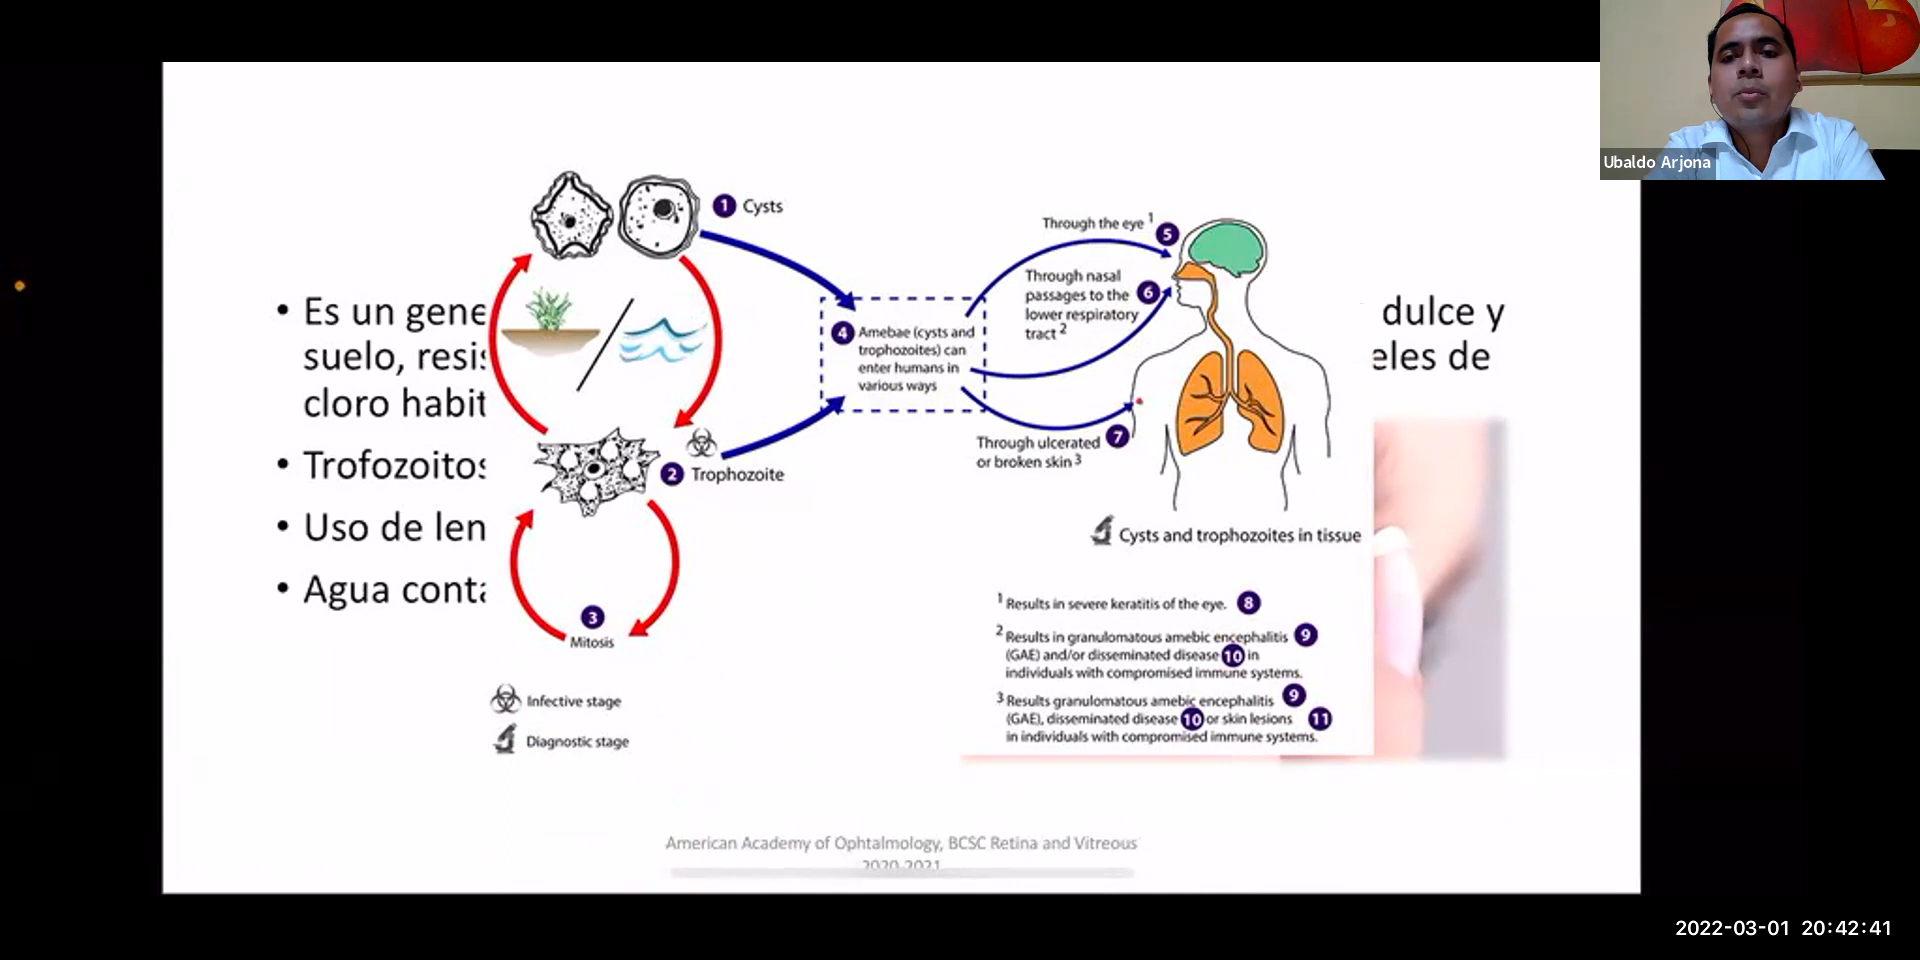 Ubaldo Arjona
1 Cysts
Through the eye 1
5
Through nasal
passages to the
lower respiratory
tract 2
6
4 Amebae (cysts and
trophozoites) can
enter humans in
various ways
Through ulcerated
or broken skin 3
7
2 Trophozoite
3
Mitosis
Infective stage
Diagnostic stage
Cysts and trophozoites in tissue
1 Results in severe keratitis of the eye. 8
2 Results in granulomatous amebic encephalitis 9
(GAE) and/or disseminated disease 10 in
individuals with compromised immune systems.
3 Results granulomatous amebic encephalitis 9
(GAE), disseminated disease 10 or skin lesions 11
in individuals with compromised immune systems.
• Es un gene dulce y
suelo, eles de
cloro habit
• Trofozoitos
• Uso de len
• Agua
American Academy of Ophtalmology, BCSC Retina and Vitreous
2020-2021
2022-03-01 20:42:41